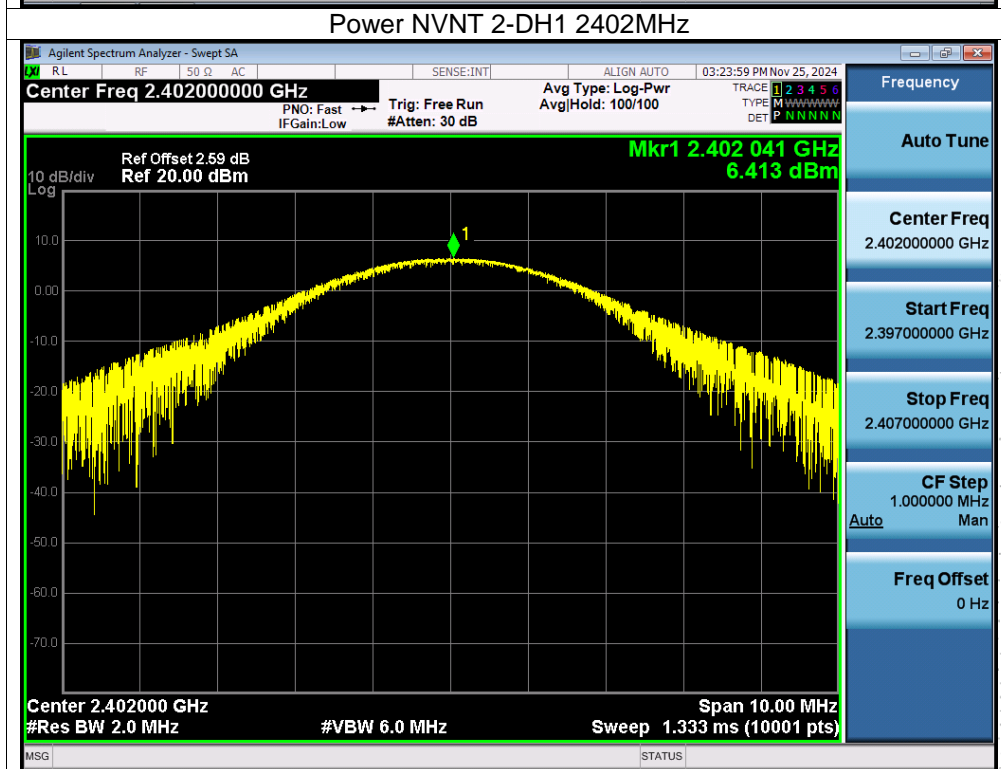 Power NVNT 2-DH1 2402MHz
Agilent Spectrum Analyzer - Swept SA
LXI RL RF 50 Ω AC SENSE:INT ALIGN AUTO 03:23:59 PM Nov 25, 2024
Center Freq 2.402000000 GHz
PNO: Fast
IFGain:Low
Trig: Free Run
#Atten: 30 dB
Avg Type: Log-Pwr
Avg|Hold: 100/100
TRACE 1 2 3 4 5 6
TYPE M WWWWW
DET P N N N N N
Mkr1 2.402 041 GHz
6.413 dBm
Ref Offset 2.59 dB
10 dB/div Ref 20.00 dBm
Log
1
10.0
0.00
-10.0
-20.0
-30.0
-40.0
-50.0
-60.0
-70.0
Center 2.402000 GHz Span 10.00 MHz
#Res BW 2.0 MHz #VBW 6.0 MHz Sweep 1.333 ms (10001 pts)
MSG STATUS
Frequency
Auto Tune
Center Freq
2.402000000 GHz
Start Freq
2.397000000 GHz
Stop Freq
2.407000000 GHz
CF Step
1.000000 MHz
Auto Man
Freq Offset
0 Hz